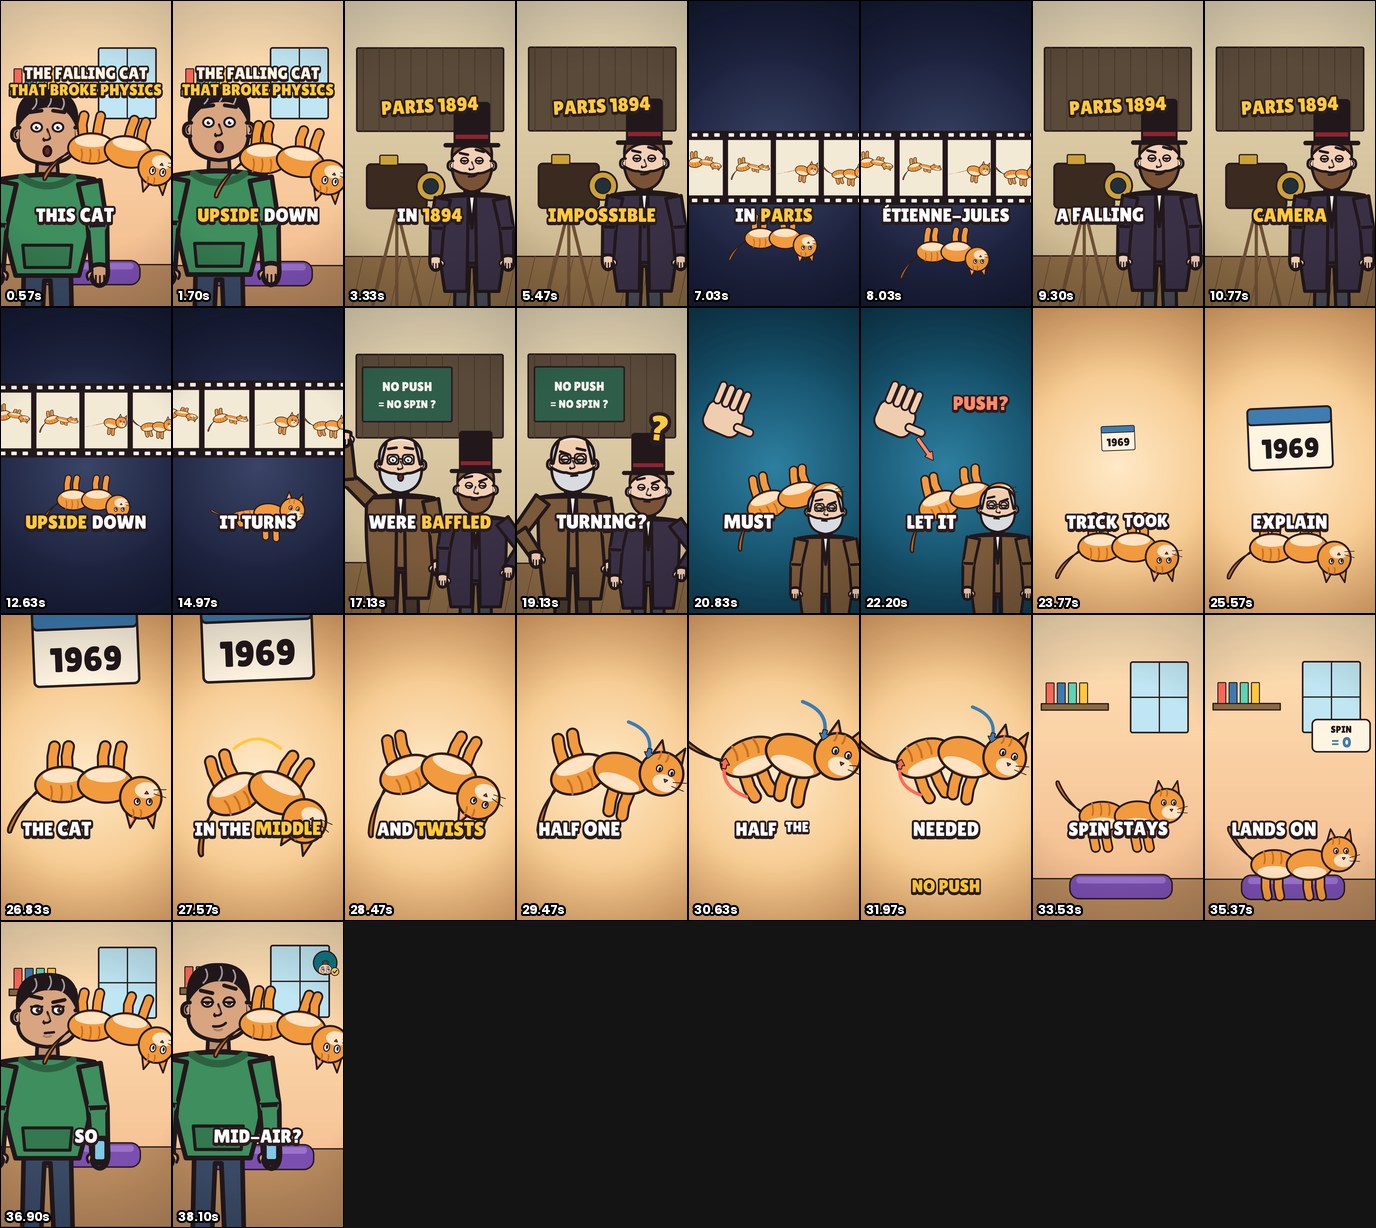 THE FALLING CAT
THAT BROKE PHYSICS
THIS CAT
0.57s
THE FALLING CAT
THAT BROKE PHYSICS
UPSIDE DOWN
1.70s
PARIS 1894
IN 1894
3.33s
PARIS 1894
IMPOSSIBLE
5.47s
IN PARIS
7.03s
ÉTIENNE-JULES
8.03s
PARIS 1894
A FALLING
9.30s
PARIS 1894
CAMERA
10.77s
UPSIDE DOWN
12.63s
IT TURNS
14.97s
NO PUSH
= NO SPIN ?
WERE BAFFLED
17.13s
NO PUSH
= NO SPIN ?
?
TURNING?
19.13s
MUST
20.83s
PUSH?
LET IT
22.20s
1969
TRICK TOOK
23.77s
1969
EXPLAIN
25.57s
1969
THE CAT
26.83s
1969
IN THE MIDDLE
27.57s
AND TWISTS
28.47s
HALF ONE
29.47s
HALF THE
30.63s
NEEDED
NO PUSH
31.97s
SPIN STAYS
33.53s
SPIN
= 0
LANDS ON
35.37s
SO
36.90s
MID-AIR?
38.10s